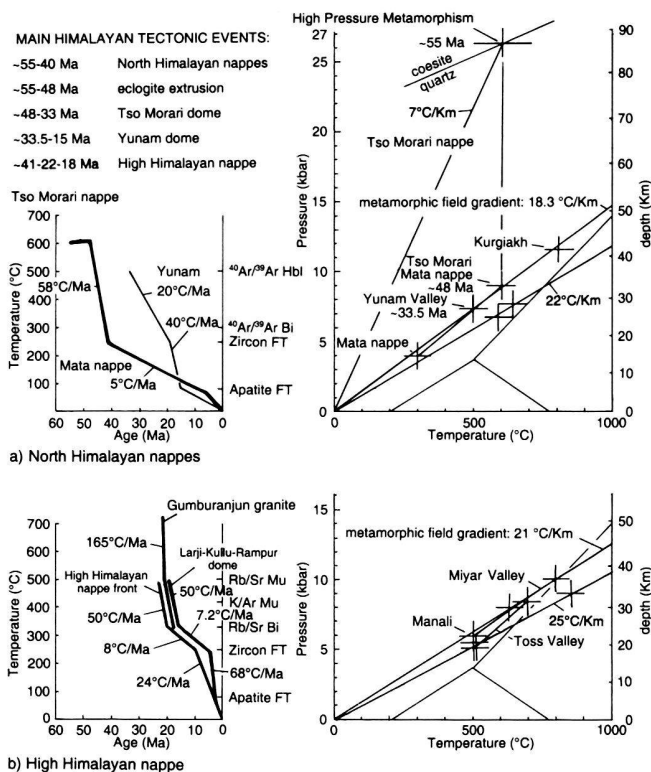 MAIN HIMALAYAN TECTONIC EVENTS:
~55-40 Ma North Himalayan nappes
~55-48 Ma eclogite extrusion
~48-33 Ma Tso Morari dome
~33.5-15 Ma Yunam dome
~41-22-18 Ma High Himalayan nappe
Tso Morari nappe
700
600
500
400
300
200
100
Temperature (°C)
58°C/Ma
Yunam
20°C/Ma
40°C/Ma
Mata nappe
5°C/Ma
40Ar/39Ar Hbl
40Ar/39Ar Bi
Zircon FT
Apatite FT
60 40 20 0
Age (Ma)
a) North Himalayan nappes
High Pressure Metamorphism
27
25
20
15
10
5
0
Pressure (kbar)
~55 Ma
coesite
quartz
7°C/Km
Tso Morari nappe
metamorphic field gradient: 18.3 °C/Km
Kurgiakh
Tso Morari
Mata nappe
~48 Ma
Yunam Valley
~33.5 Ma
22°C/Km
Mata nappe
90
80
70
60
50
40
30
20
10
0
depth (Km)
0 500 1000
Temperature (°C)
Gumburanjun granite
700
600
500
400
300
200
100
0
Temperature (°C)
165°C/Ma
Larji-Kullu-Rampur
dome
High Himalayan
nappe front
50°C/Ma
50°C/Ma
7.2°C/Ma
8°C/Ma
24°C/Ma
68°C/Ma
Rb/Sr Mu
K/Ar Mu
Rb/Sr Bi
Zircon FT
Apatite FT
60 40 20 0
Age (Ma)
b) High Himalayan nappe
15
10
5
0
Pressure (kbar)
metamorphic field gradient: 21 °C/Km
Miyar Valley
Manali
25°C/Km
Toss Valley
50
40
30
20
10
0
depth (Km)
0 500 1000
Temperature (°C)